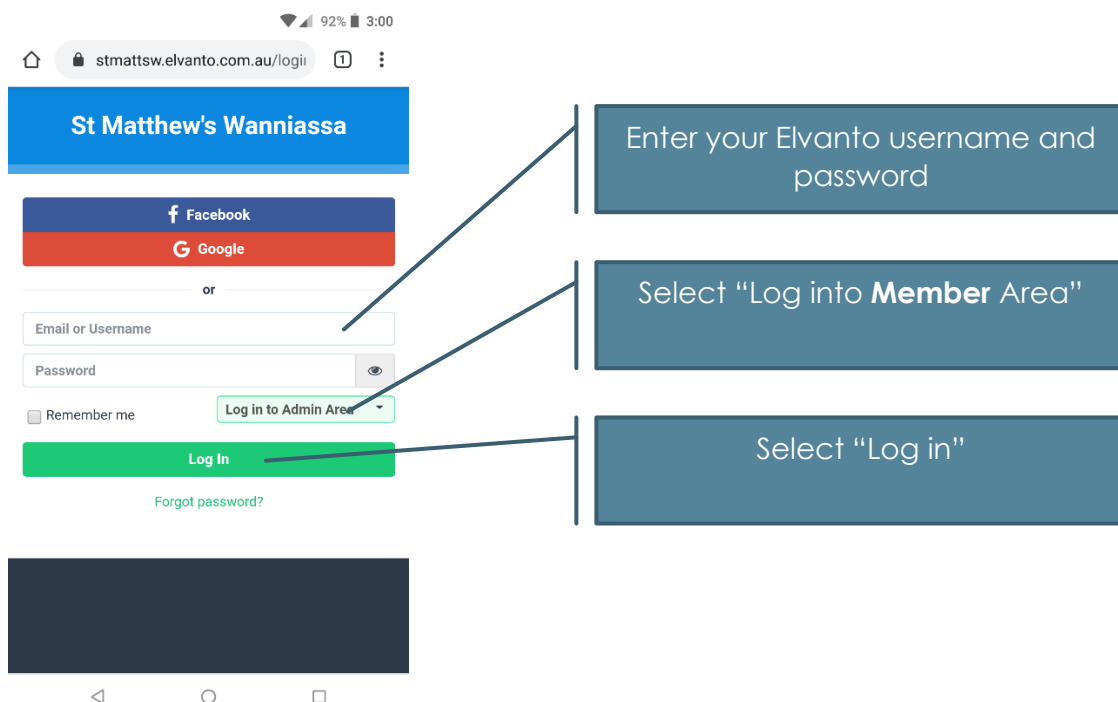 92% 3:00
stmattsw.elvanto.com.au/logi
1
St Matthew's Wanniassa
Facebook
G Google
or
Email or Username
Password
Remember me
Log in to Admin Area
Log In
Forgot password?
Enter your Elvanto username and
password
Select “Log into Member Area”
Select “Log in”